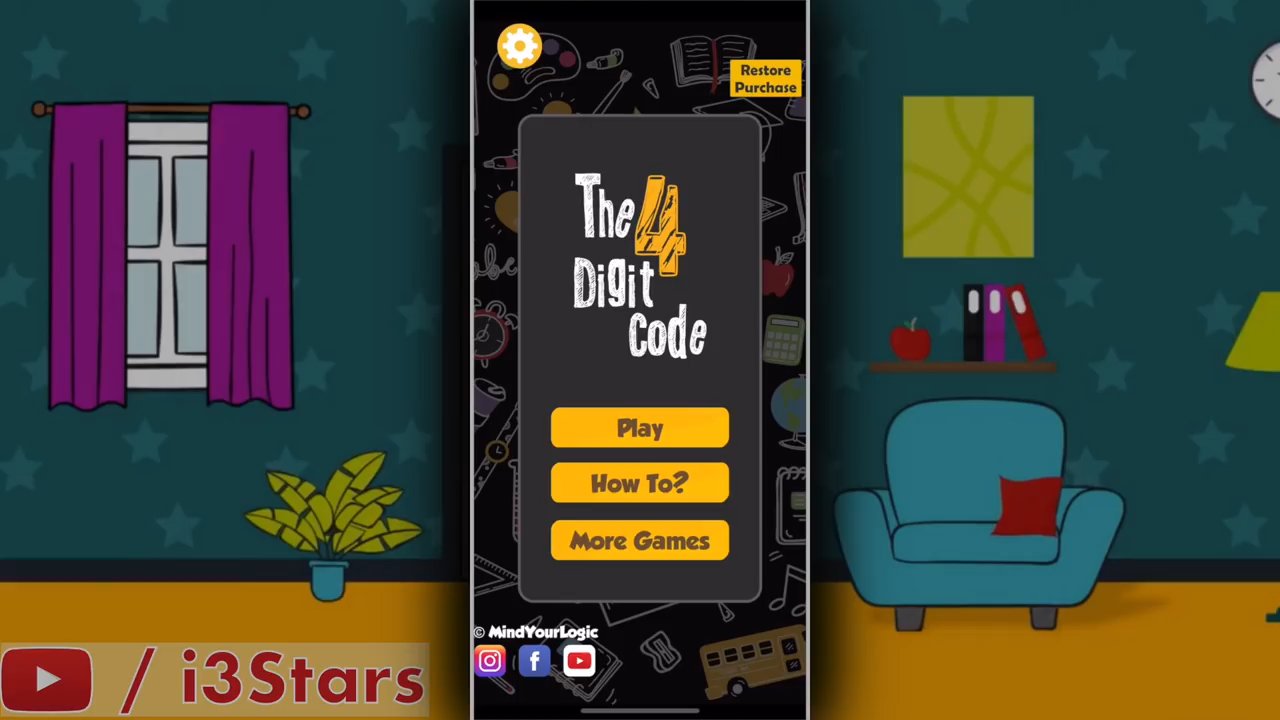 Restore
Purchase
The 4
Digit
Code
Play
How To?
More Games
© MindYourLogic
/ i3Stars